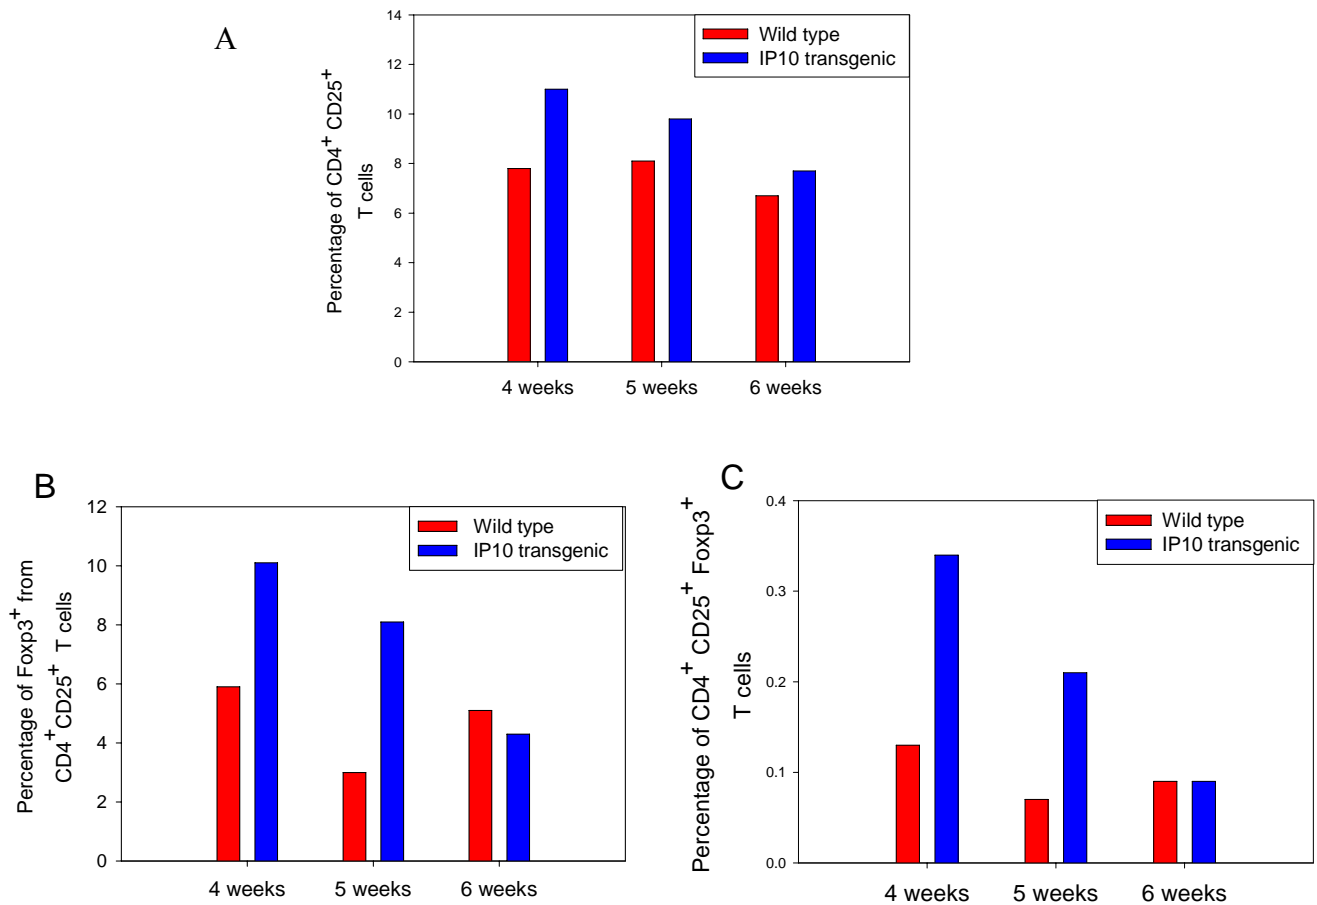 A
Percentage of CD4+ CD25+
T cells
14
12
10
8
6
4
2
0
Wild type
IP10 transgenic
4 weeks
5 weeks
6 weeks
B
Percentage of Foxp3+ from
CD4+CD25+ T cells
12
10
8
6
4
2
0
Wild type
IP10 transgenic
4 weeks
5 weeks
6 weeks
C
Percentage of CD4+ CD25+ Foxp3+
T cells
0.4
0.3
0.2
0.1
0.0
Wild type
IP10 transgenic
4 weeks
5 weeks
6 weeks